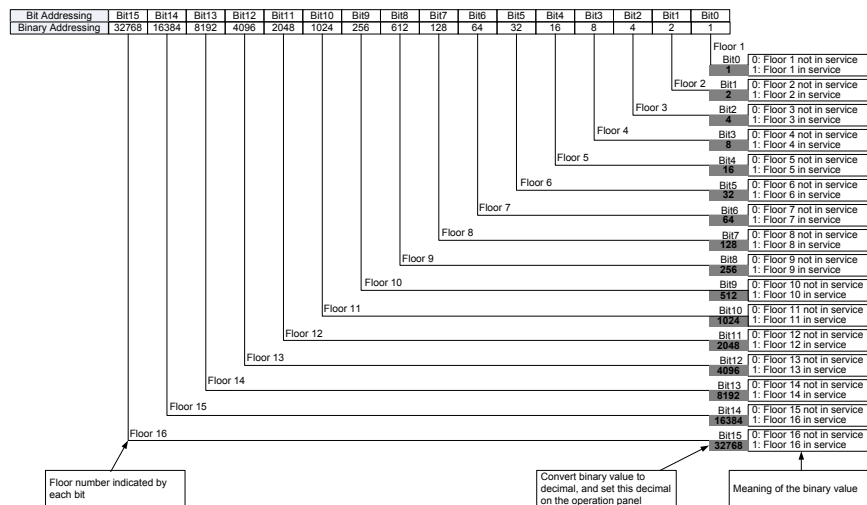 Bit Addressing Bit15 Bit14 Bit13 Bit12 Bit11 Bit10 Bit9 Bit8 Bit7 Bit6 Bit5 Bit4 Bit3 Bit2 Bit1 Bit0
Binary Addressing 32768 16384 8192 4096 2048 1024 256 612 128 64 32 16 8 4 2 1
Floor 1
Bit0 0: Floor 1 not in service
1 1: Floor 1 in service
Floor 2 Bit1 0: Floor 2 not in service
2 1: Floor 2 in service
Floor 3 Bit2 0: Floor 3 not in service
4 1: Floor 3 in service
Floor 4 Bit3 0: Floor 4 not in service
8 1: Floor 4 in service
Floor 5 Bit4 0: Floor 5 not in service
16 1: Floor 5 in service
Floor 6 Bit5 0: Floor 6 not in service
32 1: Floor 6 in service
Floor 7 Bit6 0: Floor 7 not in service
64 1: Floor 7 in service
Floor 8 Bit7 0: Floor 8 not in service
128 1: Floor 8 in service
Floor 9 Bit8 0: Floor 9 not in service
256 1: Floor 9 in service
Floor 10 Bit9 0: Floor 10 not in service
512 1: Floor 10 in service
Floor 11 Bit10 0: Floor 11 not in service
1024 1: Floor 11 in service
Floor 12 Bit11 0: Floor 12 not in service
2048 1: Floor 12 in service
Floor 13 Bit12 0: Floor 13 not in service
4096 1: Floor 13 in service
Floor 14 Bit13 0: Floor 14 not in service
8192 1: Floor 14 in service
Floor 15 Bit14 0: Floor 15 not in service
16384 1: Floor 16 in service
Floor 16 Bit15 0: Floor 16 not in service
32768 1: Floor 16 in service
Floor number indicated by
each bit
Convert binary value to
decimal, and set this decimal
on the operation panel
Meaning of the binary value